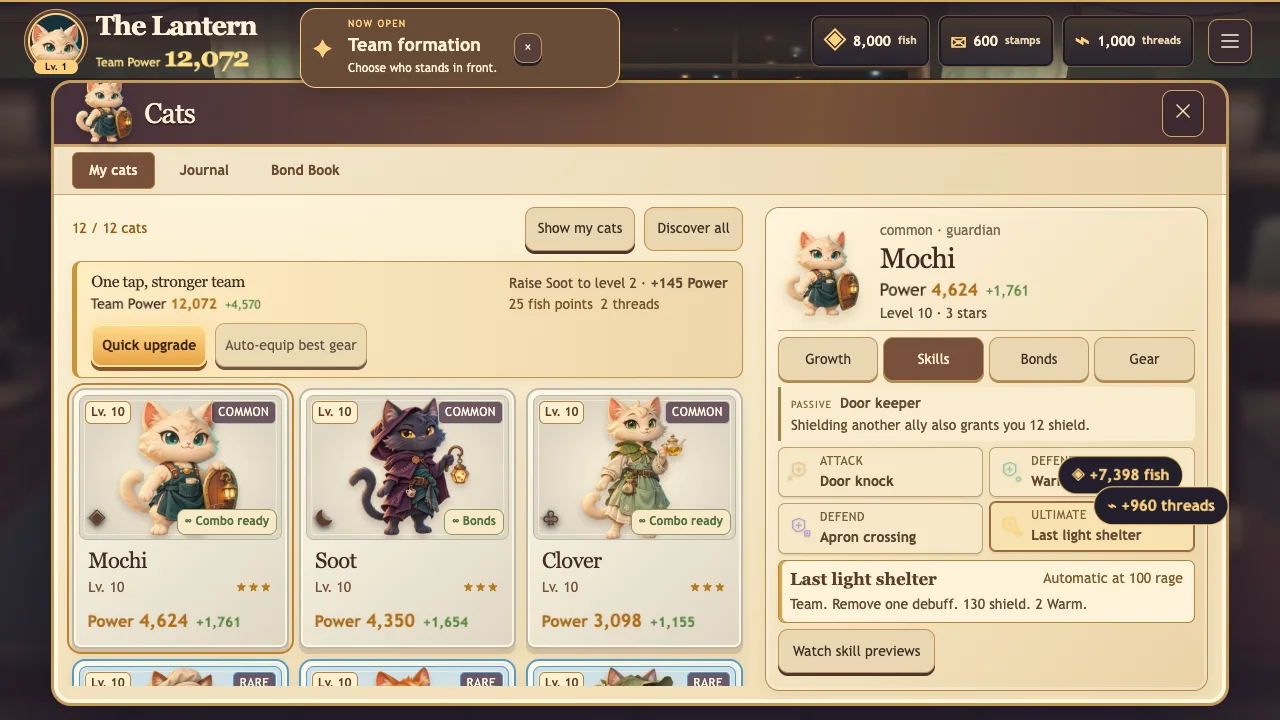 The Lantern
Lv. 1
Team Power 12,072
NOW OPEN
Team formation
Choose who stands in front.
8,000 fish
600 stamps
1,000 threads
Cats
My cats
Journal
Bond Book
12 / 12 cats
Show my cats
Discover all
One tap, stronger team
Team Power 12,072 +4,570
Raise Soot to level 2 · +145 Power
25 fish points 2 threads
Quick upgrade
Auto-equip best gear
Lv. 10
COMMON
∞ Combo ready
Mochi
Lv. 10
★★★
Power 4,624 +1,761
Lv. 10
COMMON
∞ Bonds
Soot
Lv. 10
★★★
Power 4,350 +1,654
Lv. 10
COMMON
∞ Combo ready
Clover
Lv. 10
★★★
Power 3,098 +1,155
Lv. 10
RARE
Lv. 10
RARE
Lv. 10
RARE
common · guardian
Mochi
Power 4,624 +1,761
Level 10 · 3 stars
Growth
Skills
Bonds
Gear
PASSIVE Door keeper
Shielding another ally also grants you 12 shield.
ATTACK
Door knock
+7,398 fish
+960 threads
DEFEND
Apron crossing
ULTIMATE
Last light shelter
Last light shelter
Automatic at 100 rage
Team. Remove one debuff. 130 shield. 2 Warm.
Watch skill previews